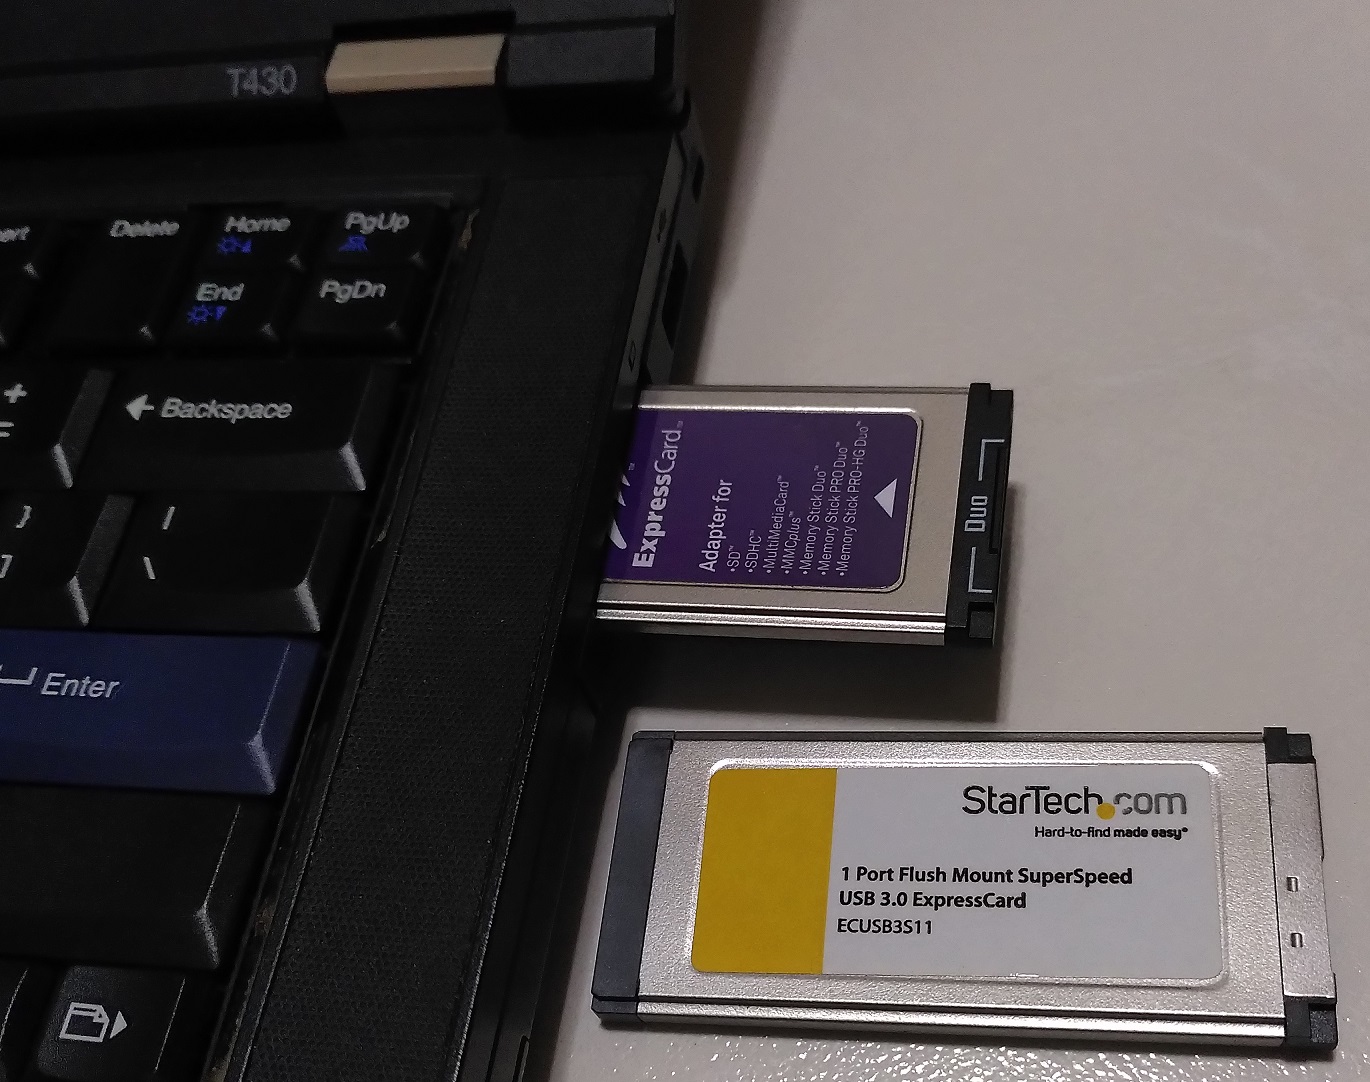 T430
Delete
Home
PgUp
End
PgDn
+
=
← Backspace
}
]
|
\
Enter
ExpressCard™
Adapter for
•SD™
•SDHC™
•MultiMediaCard™
•MMCplus™
•Memory Stick Duo™
•Memory Stick PRO Duo™
•Memory Stick PRO-HG Duo™
Duo
StarTech.com
Hard-to-find made easy®
1 Port Flush Mount SuperSpeed
USB 3.0 ExpressCard
ECUSB3S11